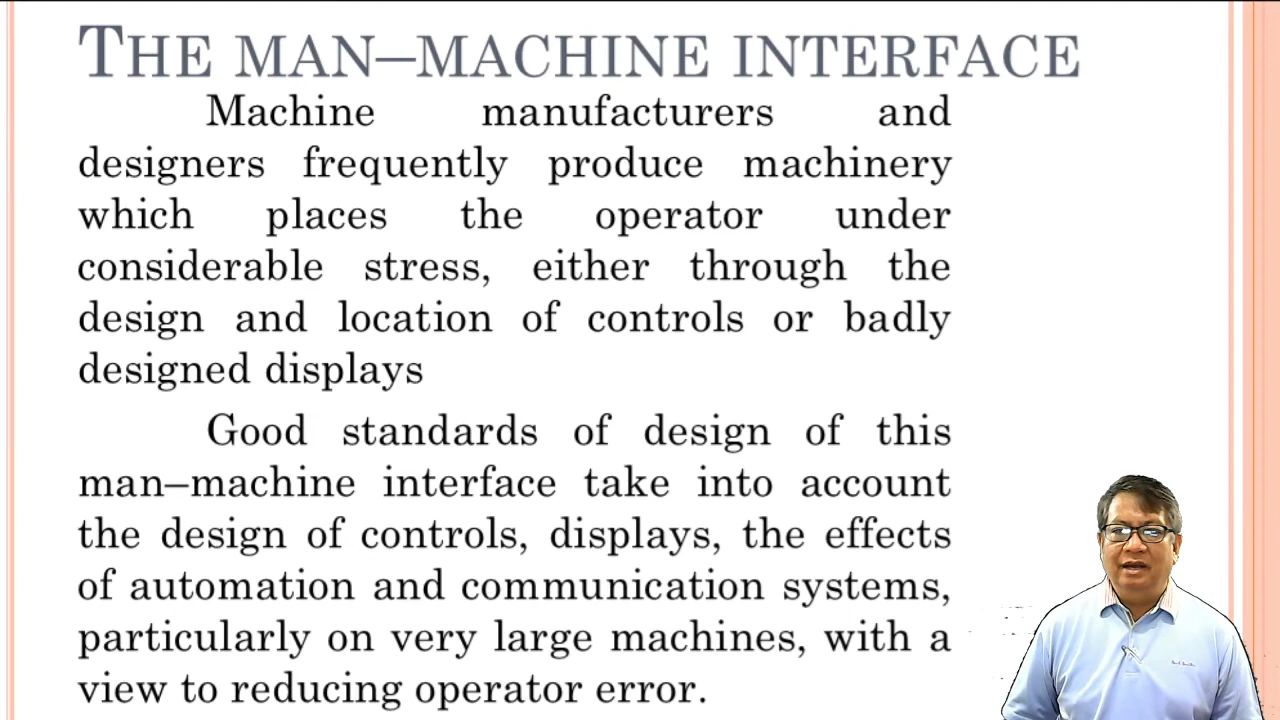 THE MAN–MACHINE INTERFACE
Machine manufacturers and
designers frequently produce machinery
which places the operator under
considerable stress, either through the
design and location of controls or badly
designed displays
Good standards of design of this
man–machine interface take into account
the design of controls, displays, the effects
of automation and communication systems,
particularly on very large machines, with a
view to reducing operator error.